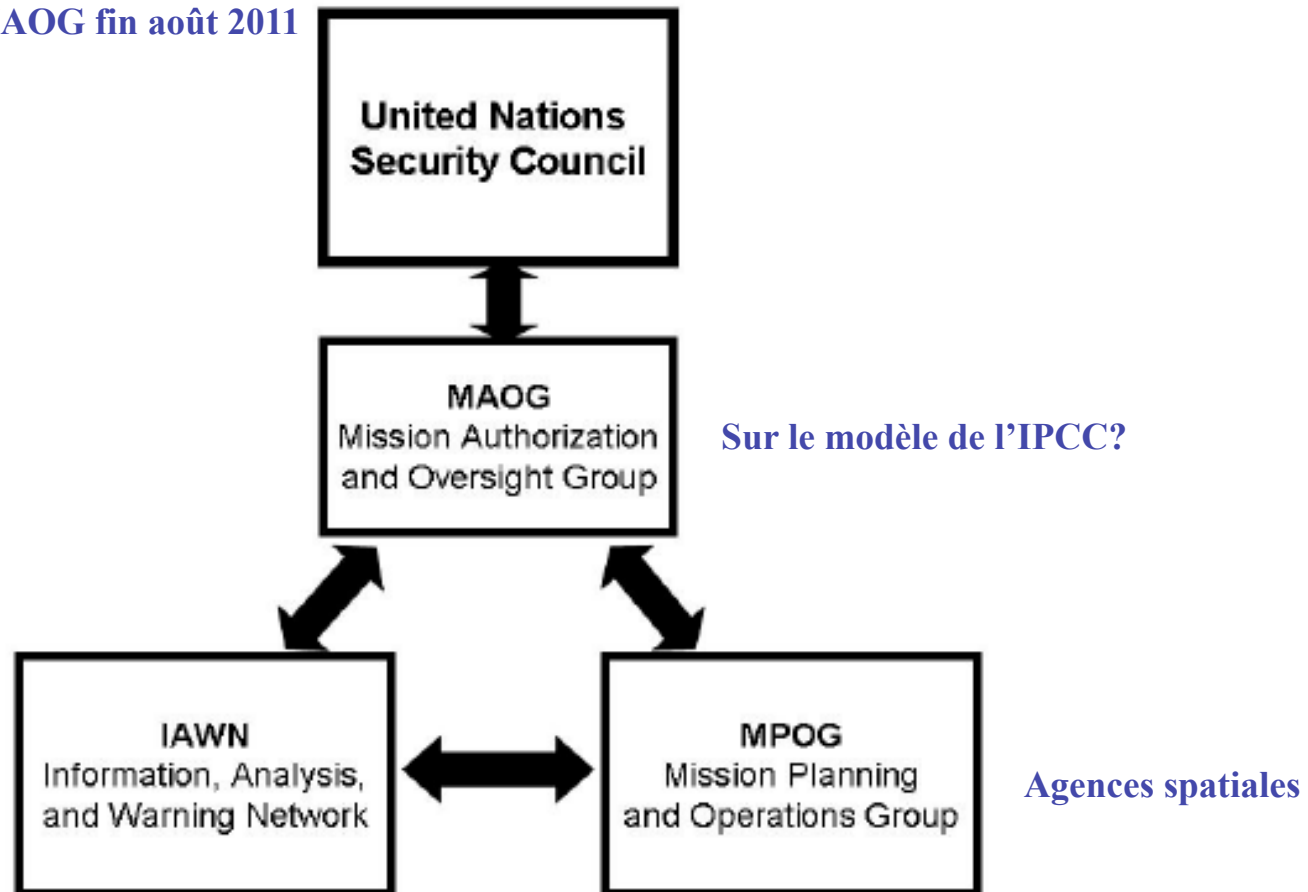 AOG fin août 2011
United Nations
Security Council
MAOG
Mission Authorization
and Oversight Group
Sur le modèle de l’IPCC?
IAWN
Information, Analysis,
and Warning Network
MPOG
Mission Planning
and Operations Group
Agences spatiales